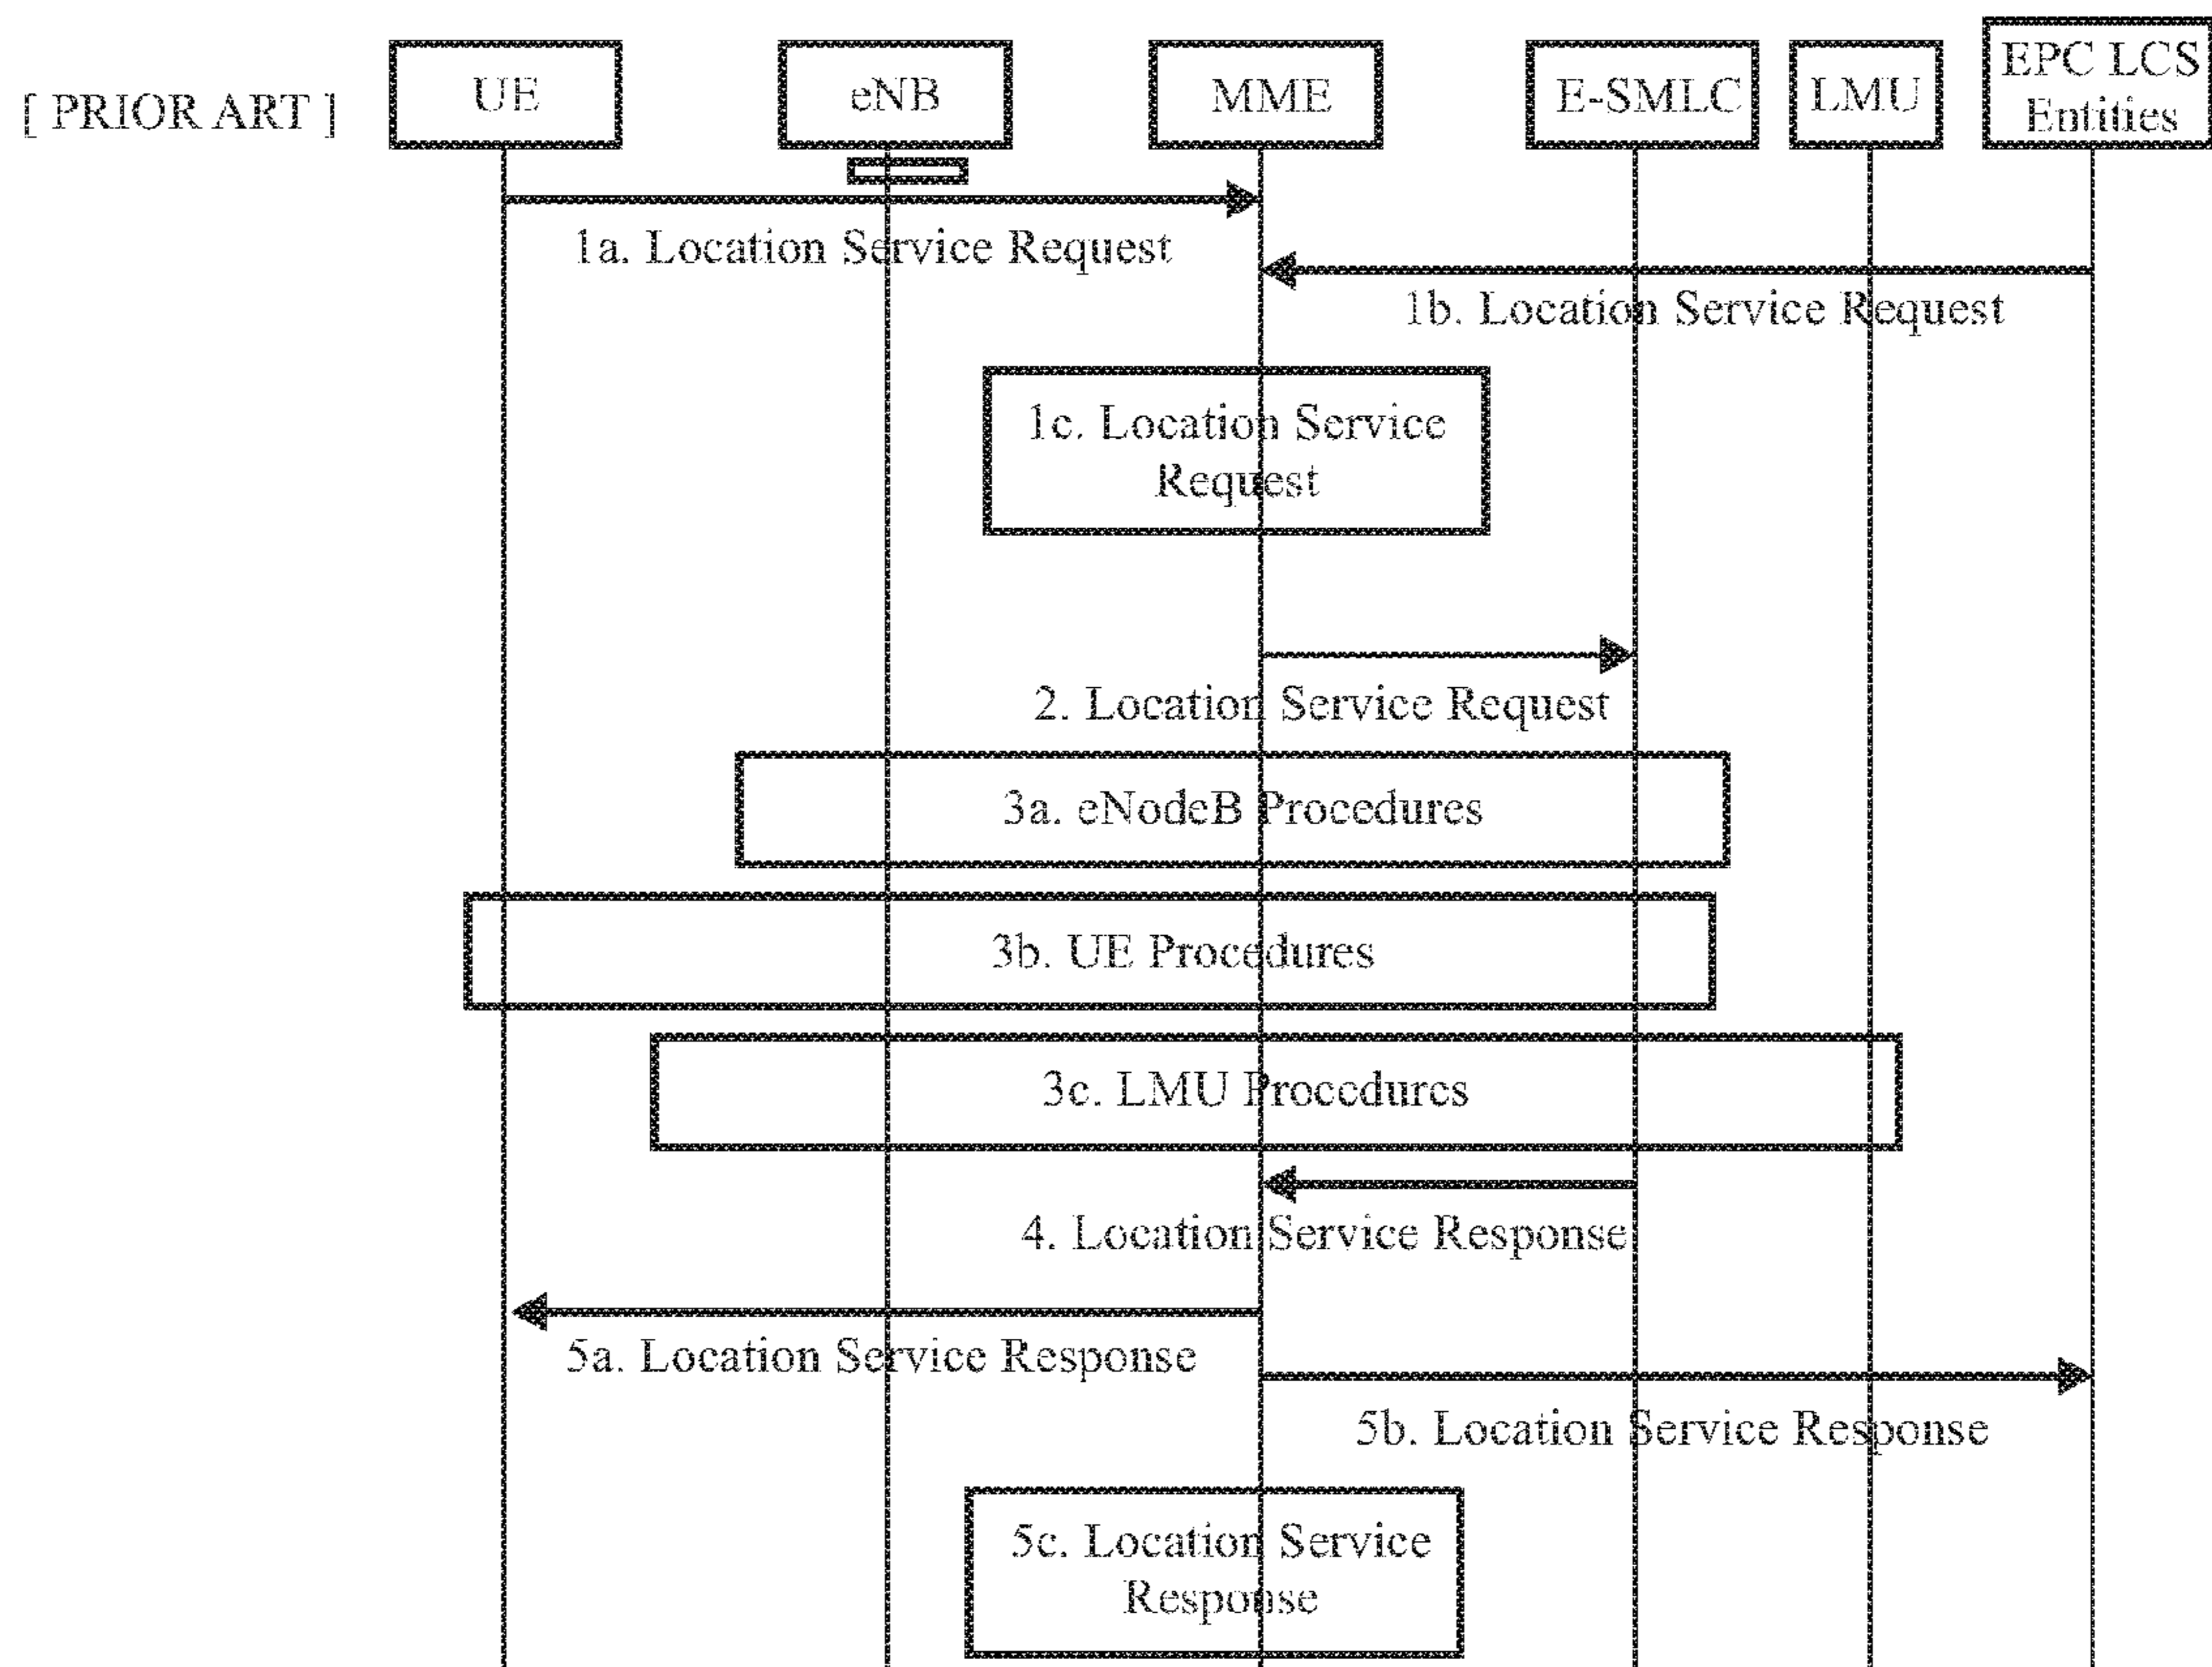 [ PRIOR ART ]
UE
eNB
MME
E-SMLC
LMU
EPC LCS
Entities
1a. Location Service Request
1b. Location Service Request
1c. Location Service
Request
2. Location Service Request
3a. eNodeB Procedures
3b. UE Procedures
3c. LMU Procedures
4. Location Service Response
5a. Location Service Response
5b. Location Service Response
5c. Location Service
Response